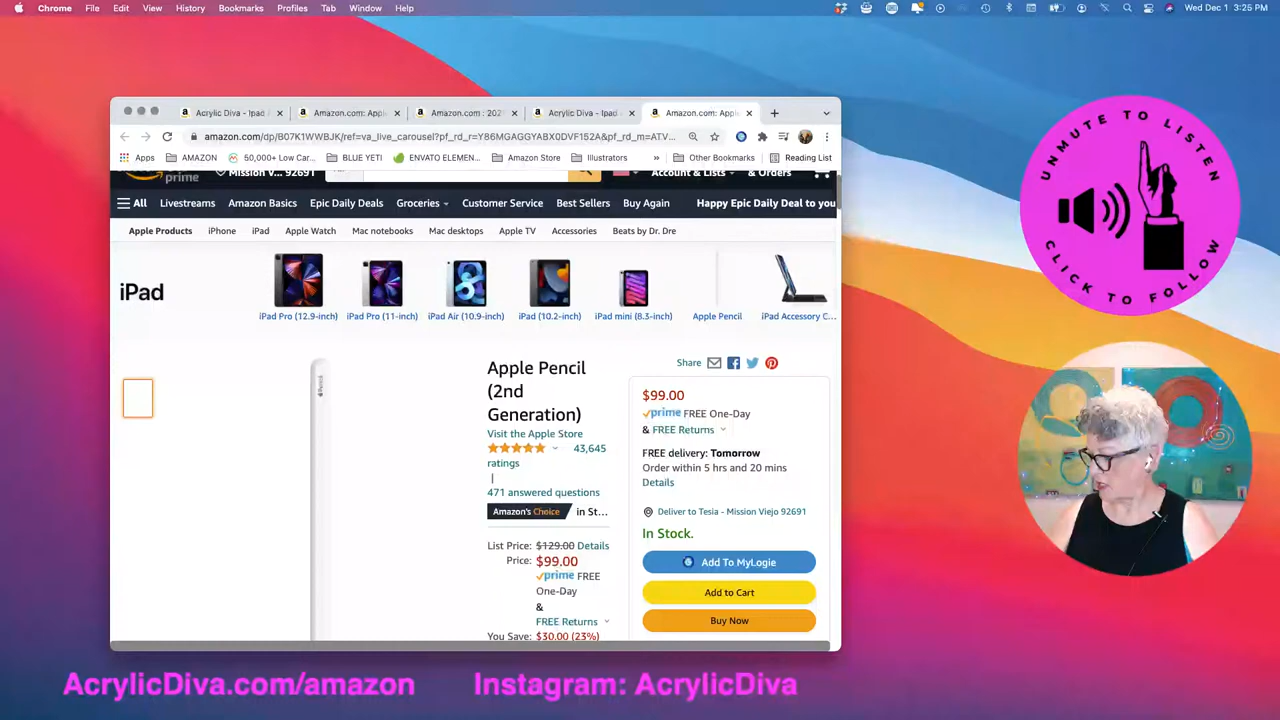 Chrome File Edit View History Bookmarks Profiles Tab Window Help Wed Dec 1 3:25 PM
Acrylic Diva - Ipad Amazon.com: Apple Amazon.com : 202 Acrylic Diva - Ipad Amazon.com: Apple
amazon.com/dp/B07K1WWBJK/ref=va_live_carousel?pf_rd_r=Y86MGAGGYABX0DVF152A&pf_rd_m=ATV...
Apps AMAZON 50,000+ Low Car... BLUE YETI ENVATO ELEMEN... Amazon Store Illustrators » Other Bookmarks Reading List
prime Mission V... 92691 Account & Lists & Orders
All Livestreams Amazon Basics Epic Daily Deals Groceries Customer Service Best Sellers Buy Again Happy Epic Daily Deal to you
Apple Products iPhone iPad Apple Watch Mac notebooks Mac desktops Apple TV Accessories Beats by Dr. Dre
iPad
iPad Pro (12.9-inch) iPad Pro (11-inch) iPad Air (10.9-inch) iPad (10.2-inch) iPad mini (8.3-inch) Apple Pencil iPad Accessory C...
Apple Pencil
(2nd
Generation)
Visit the Apple Store
43,645
ratings
|
471 answered questions
Amazon's Choice in St...
List Price: $129.00 Details
Price: $99.00
prime FREE
One-Day
&
FREE Returns
You Save: $30.00 (23%)
Share
$99.00
prime FREE One-Day
& FREE Returns
FREE delivery: Tomorrow
Order within 5 hrs and 20 mins
Details
Deliver to Tesia - Mission Viejo 92691
In Stock.
Add To MyLogie
Add to Cart
Buy Now
UNMUTE TO LISTEN
CLICK TO FOLLOW
AcrylicDiva.com/amazon Instagram: AcrylicDiva